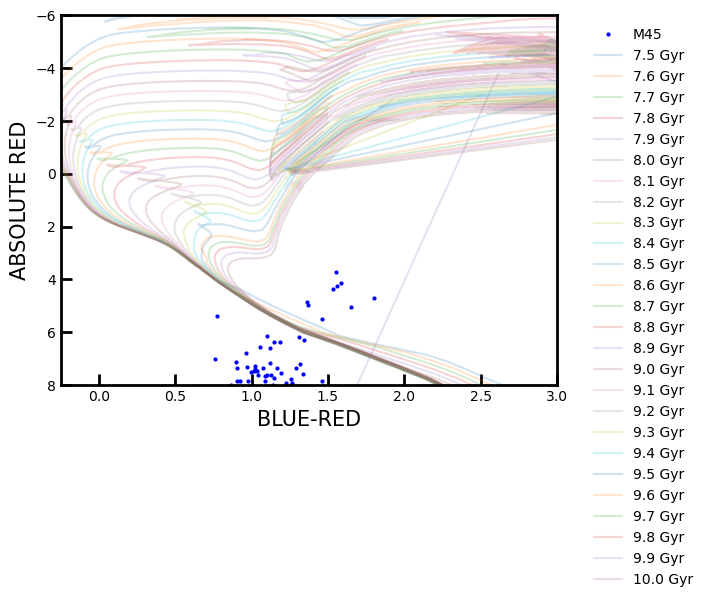 −6
−4
−2
0
2
4
6
8
0.0 0.5 1.0 1.5 2.0 2.5 3.0
ABSOLUTE RED
BLUE-RED
M45
7.5 Gyr
7.6 Gyr
7.7 Gyr
7.8 Gyr
7.9 Gyr
8.0 Gyr
8.1 Gyr
8.2 Gyr
8.3 Gyr
8.4 Gyr
8.5 Gyr
8.6 Gyr
8.7 Gyr
8.8 Gyr
8.9 Gyr
9.0 Gyr
9.1 Gyr
9.2 Gyr
9.3 Gyr
9.4 Gyr
9.5 Gyr
9.6 Gyr
9.7 Gyr
9.8 Gyr
9.9 Gyr
10.0 Gyr